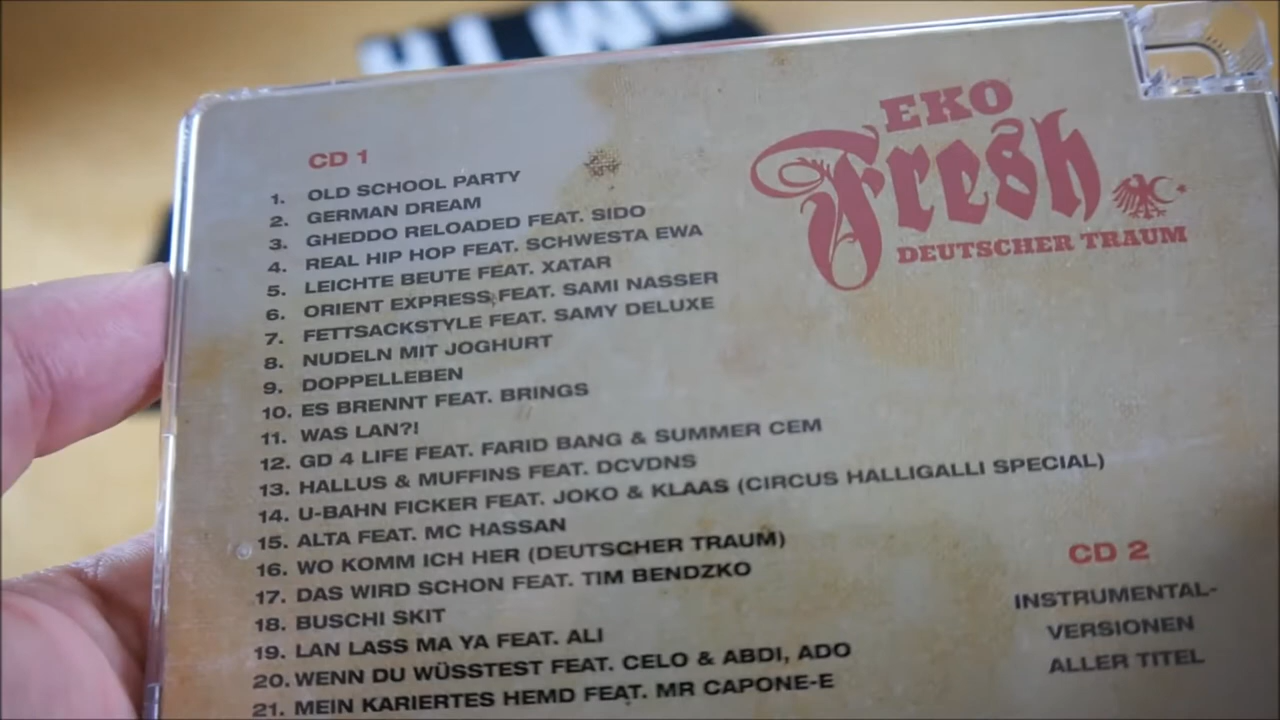 CD 1
1. OLD SCHOOL PARTY
2. GERMAN DREAM
3. GHEDDO RELOADED FEAT. SIDO
4. REAL HIP HOP FEAT. SCHWESTA EWA
5. LEICHTE BEUTE FEAT. XATAR
6. ORIENT EXPRESS FEAT. SAMI NASSER
7. FETTSACKSTYLE FEAT. SAMY DELUXE
8. NUDELN MIT JOGHURT
9. DOPPELLEBEN
10. ES BRENNT FEAT. BRINGS
11. WAS LAN?!
12. GD 4 LIFE FEAT. FARID BANG & SUMMER CEM
13. HALLUS & MUFFINS FEAT. DCVDNS
14. U-BAHN FICKER FEAT. JOKO & KLAAS (CIRCUS HALLIGALLI SPECIAL)
15. ALTA FEAT. MC HASSAN
16. WO KOMM ICH HER (DEUTSCHER TRAUM)
17. DAS WIRD SCHON FEAT. TIM BENDZKO
18. BUSCHI SKIT
19. LAN LASS MA YA FEAT. ALI
20. WENN DU WÜSSTEST FEAT. CELO & ABDI, ADO
21. MEIN KARIERTES HEMD FEAT. MR CAPONE-E
EKO
Fresh
DEUTSCHER TRAUM
CD 2
INSTRUMENTAL-
VERSIONEN
ALLER TITEL